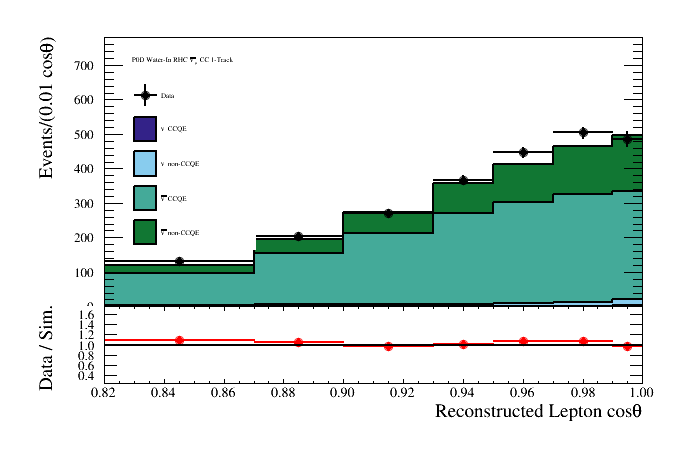 P0D Water-In RHC ν̅μ CC 1-Track
Data
ν CCQE
ν non-CCQE
ν̅ CCQE
ν̅ non-CCQE
Events/(0.01 cosθ)
700
600
500
400
300
200
100
0
Data / Sim.
1.6
1.4
1.2
1.0
0.8
0.6
0.4
0.82 0.84 0.86 0.88 0.90 0.92 0.94 0.96 0.98 1.00
Reconstructed Lepton cosθ